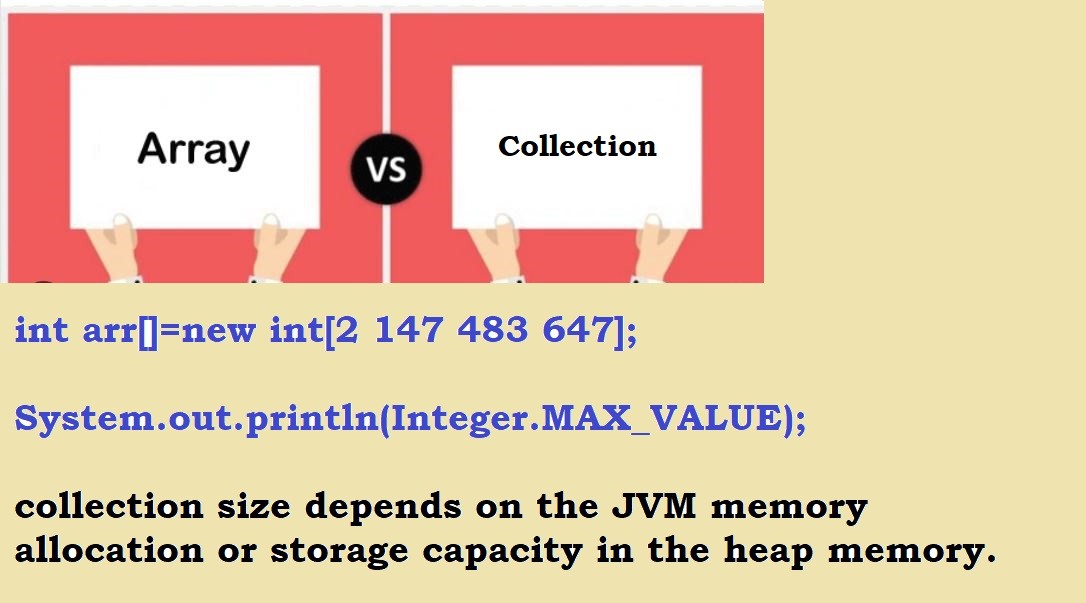 Array
VS
Collection
int arr[]=new int[2 147 483 647];
System.out.println(Integer.MAX_VALUE);
collection size depends on the JVM memory
allocation or storage capacity in the heap memory.